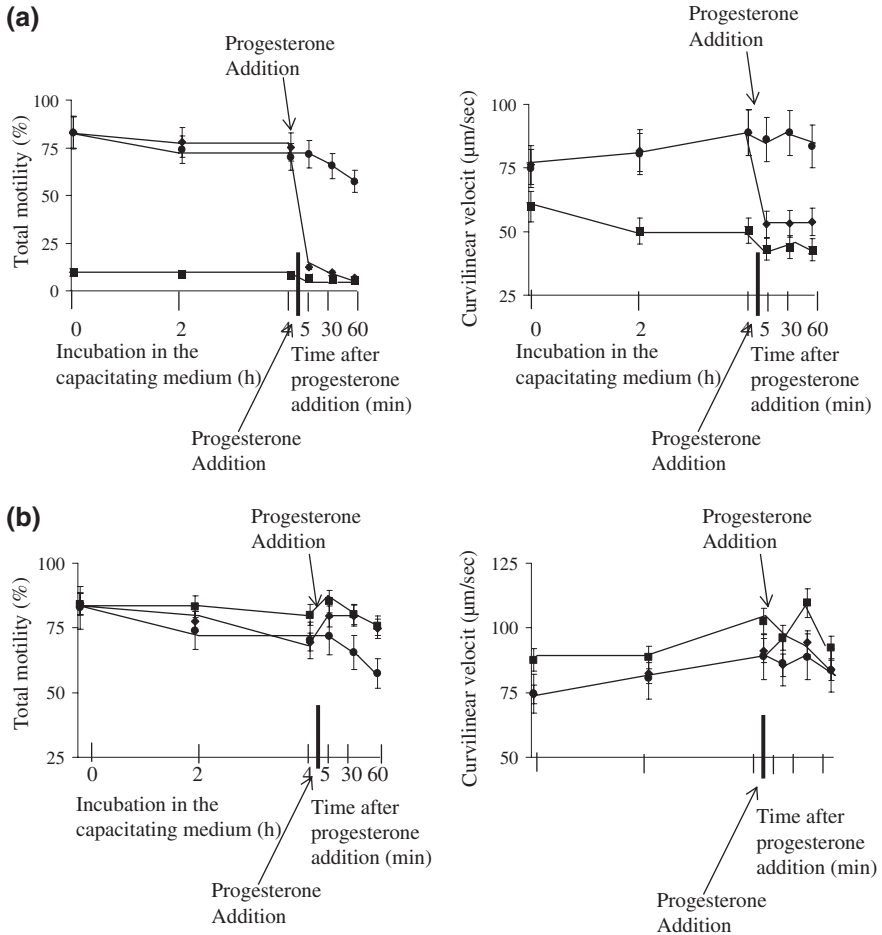 (a)
Progesterone
Addition
Total motility (%)
100
75
50
25
0
0
2
4
5
30
60
Incubation in the
capacitating medium (h)
Time after
progesterone
addition (min)
Progesterone
Addition
Progesterone
Addition
Curvilinear velocit (µm/sec)
100
75
50
25
0
2
4
5
30
60
Incubation in the
capacitating medium (h)
Time after
progesterone
addition (min)
Progesterone
Addition
(b)
Progesterone
Addition
Total motility (%)
100
75
50
25
0
2
4
5
30
60
Incubation in the
capacitating medium (h)
Time after
progesterone
addition (min)
Progesterone
Addition
Progesterone
Addition
Curvilinear velocit (µm/sec)
125
100
75
50
Time after
progesterone
addition (min)
Progesterone
Addition